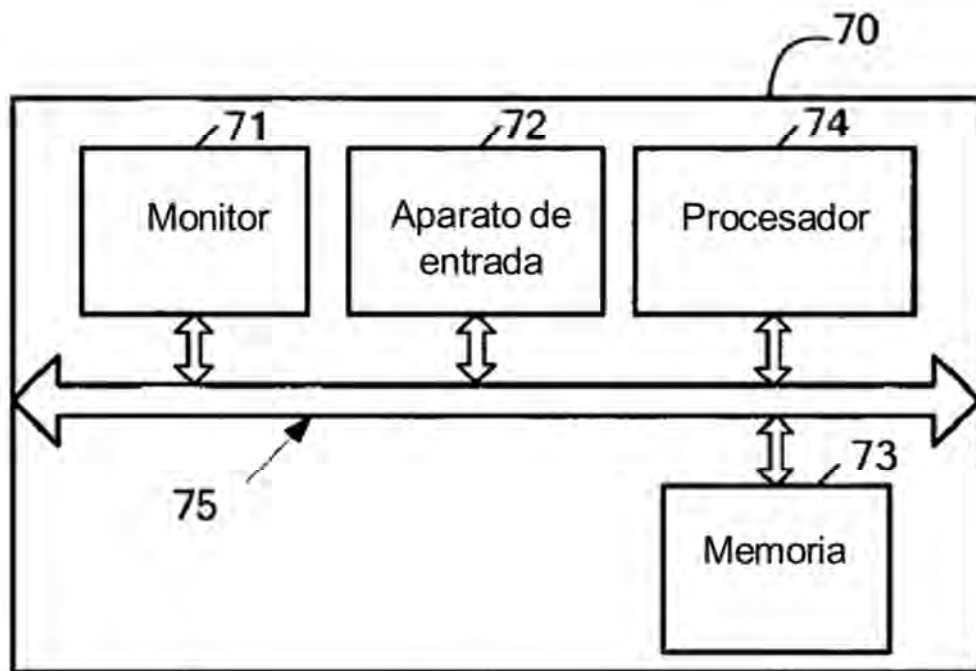 70
71
72
74
Monitor
Aparato de
entrada
Procesador
75
73
Memoria